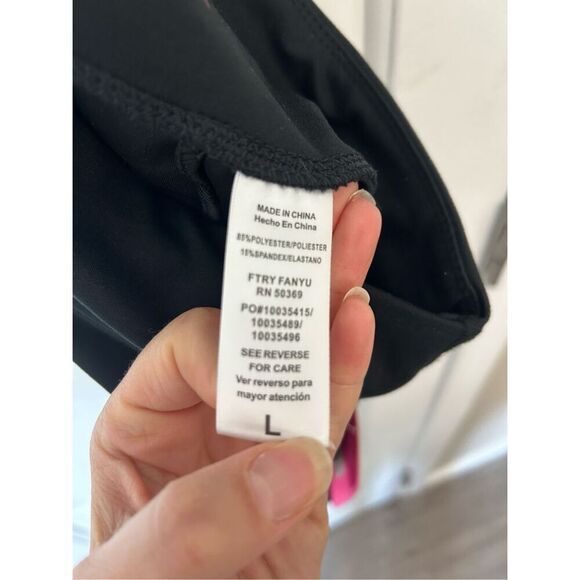 MADE IN CHINA
Hecho En China
85%POLYESTER/POLIESTER
15%SPANDEX/ELASTANO
FTRY FANYU
RN 50369
PO#10035415/
10035489/
10035496
SEE REVERSE
FOR CARE
Ver reverso para
mayor atención
L